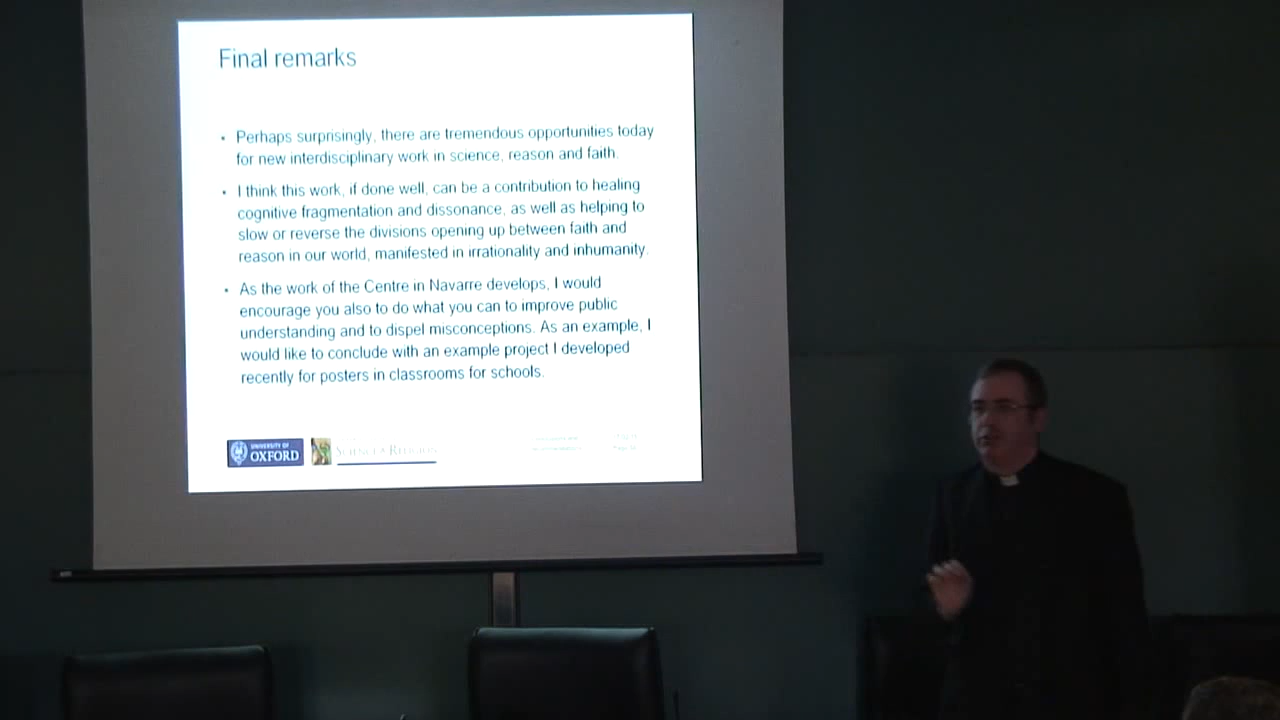 Final remarks
• Perhaps surprisingly, there are tremendous opportunities today
for new interdisciplinary work in science, reason and faith.
• I think this work, if done well, can be a contribution to healing
cognitive fragmentation and dissonance, as well as helping to
slow or reverse the divisions opening up between faith and
reason in our world, manifested in irrationality and inhumanity.
• As the work of the Centre in Navarre develops, I would
encourage you also to do what you can to improve public
understanding and to dispel misconceptions. As an example, I
would like to conclude with an example project I developed
recently for posters in classrooms for schools.
UNIVERSITY OF
OXFORD
SCIENCE & RELIGION